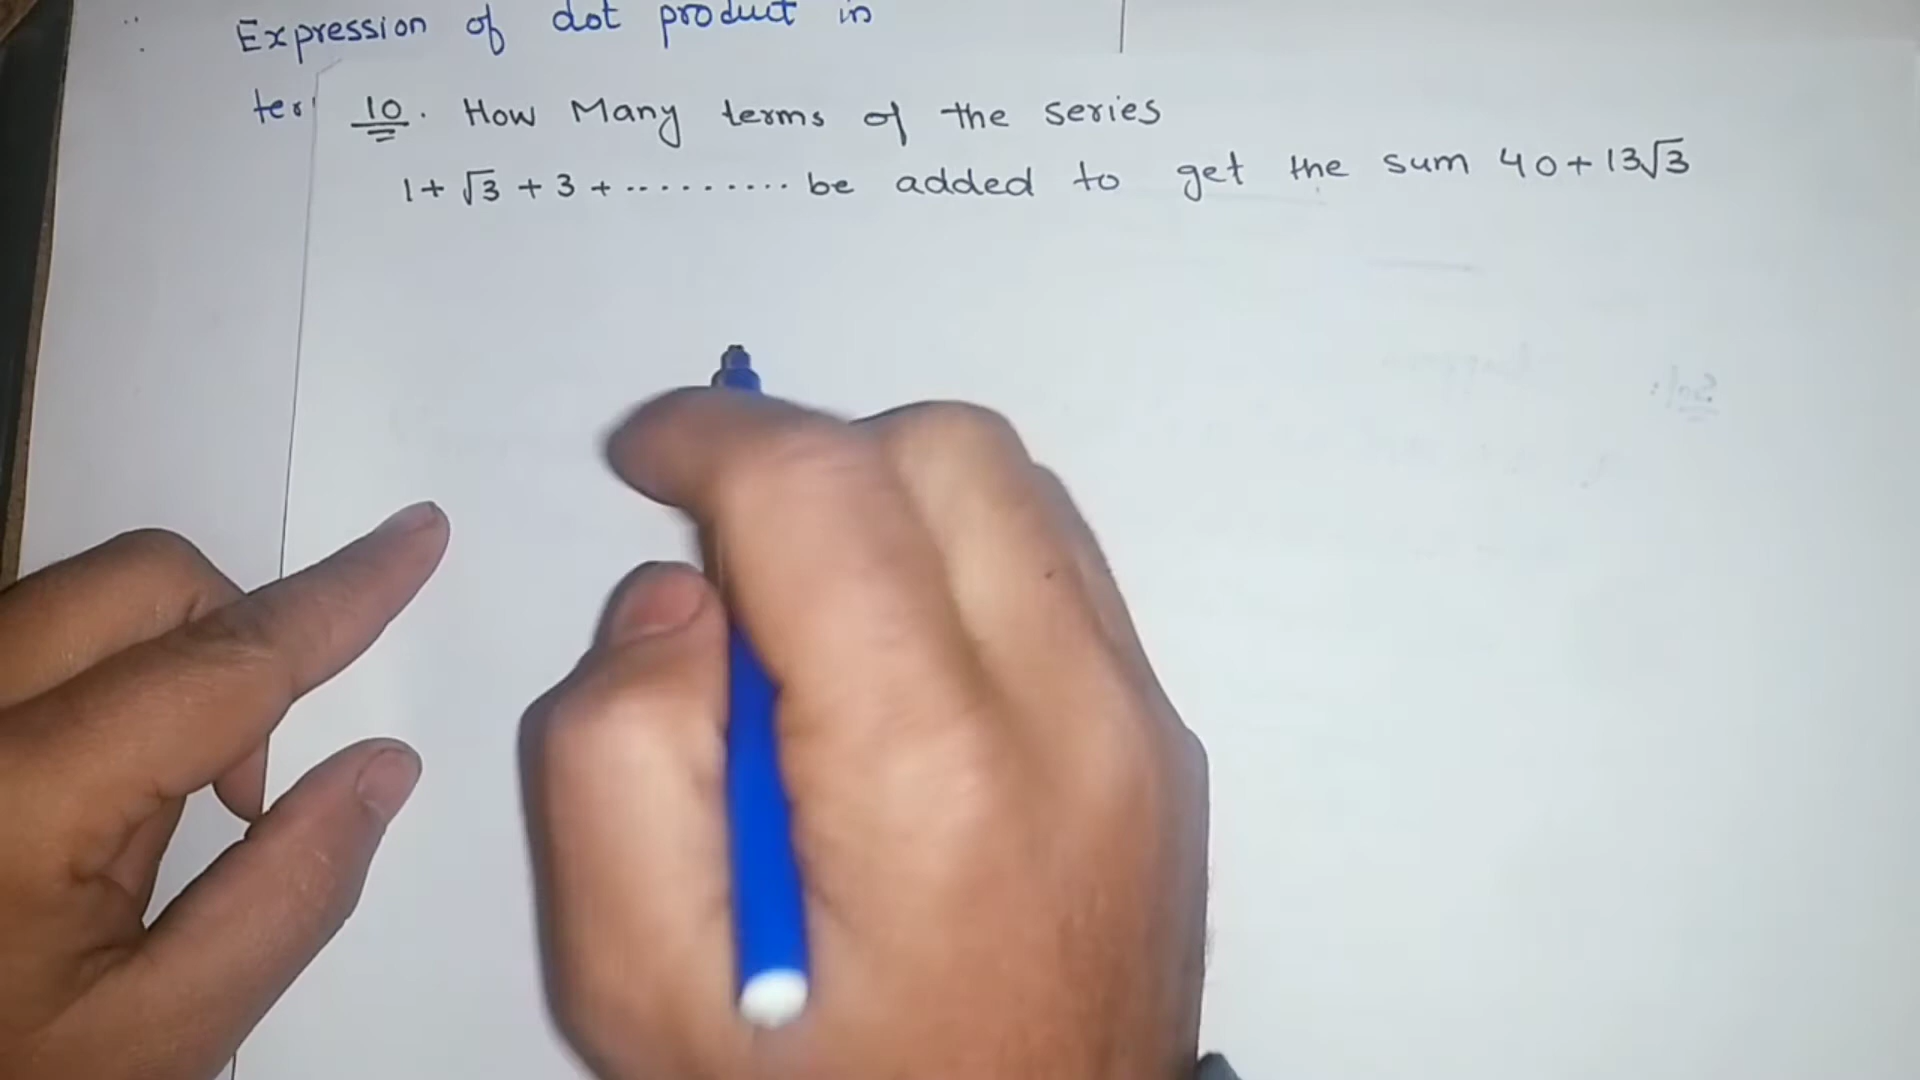 Expression of dot product in
ter
10. How Many terms of the series
1 + √3 + 3 + .......... be added to get the sum 40 + 13√3